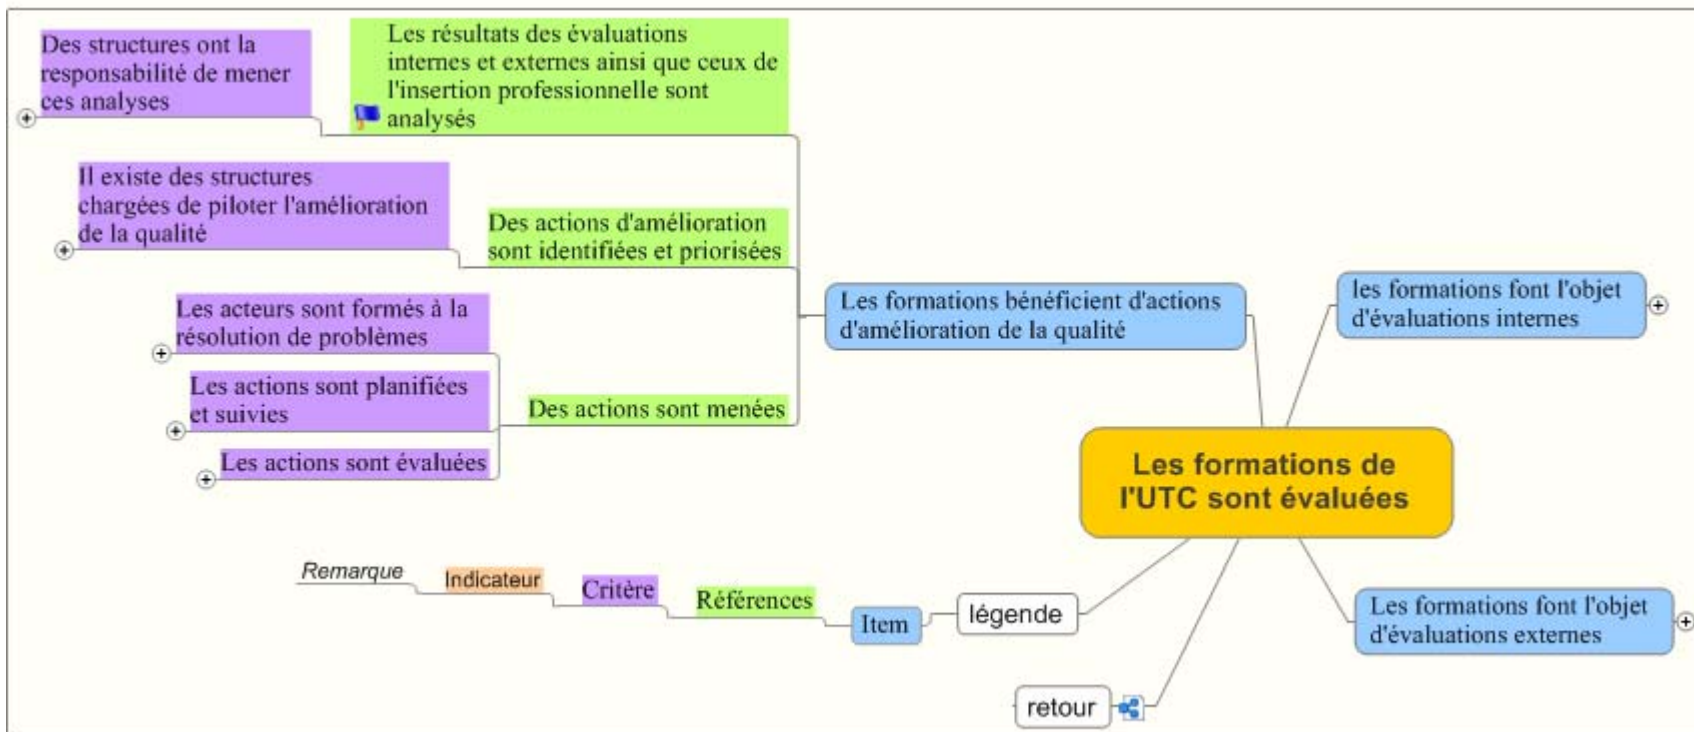 Des structures ont la
responsabilité de mener
ces analyses
Les résultats des évaluations
internes et externes ainsi que ceux de
l'insertion professionnelle sont
analysés
Il existe des structures
chargées de piloter l'amélioration
de la qualité
Des actions d'amélioration
sont identifiées et priorisées
Les acteurs sont formés à la
résolution de problèmes
Les actions sont planifiées
et suivies
Les actions sont évaluées
Des actions sont menées
Les formations bénéficient d'actions
d'amélioration de la qualité
les formations font l'objet
d'évaluations internes
Les formations de
l'UTC sont évaluées
Les formations font l'objet
d'évaluations externes
Remarque
Indicateur
Critère
Références
Item
légende
retour